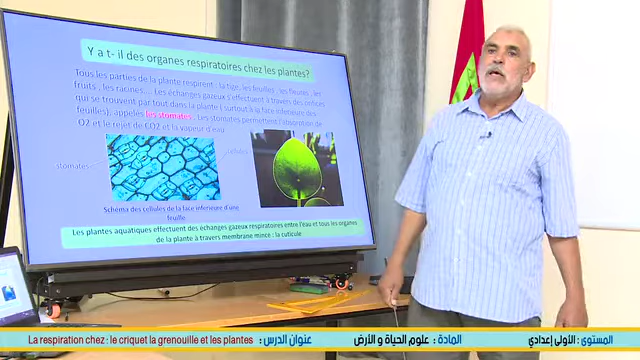 Y a t- il des organes respiratoires chez les plantes?
Tous les parties de la plante respirent : la tige, les feuilles , les fleures , les
fruits , les racines.... Les échanges gazeux s'effectuent à travers des orifices
qui se trouvent par tout dans la plante ( surtout à la face inferieure des
feuilles), appelés les stomates . Les stomates permettent l'absorption de
O2 et le rejet de CO2 et la vapeur d'eau
stomates
Schéma des cellules de la face inferieure d'une
feuille
Les plantes aquatiques effectuent des échanges gazeux respiratoires entre l'eau et tous les organes
de la plante à travers membrane mince : la cuticule
المستوى : الأولى إعدادي المادة : علوم الحياة و الأرض عنوان الدرس : La respiration chez : le criquet la grenouille et les plantes